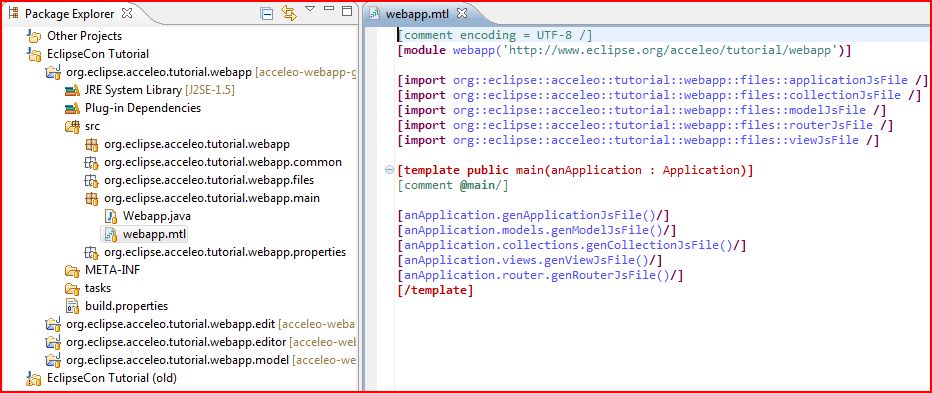 Package Explorer
Other Projects
EclipseCon Tutorial
org.eclipse.acceleo.tutorial.webapp [acceleo-webapp-g
JRE System Library [J2SE-1.5]
Plug-in Dependencies
src
org.eclipse.acceleo.tutorial.webapp
org.eclipse.acceleo.tutorial.webapp.common
org.eclipse.acceleo.tutorial.webapp.files
org.eclipse.acceleo.tutorial.webapp.main
Webapp.java
webapp.mtl
org.eclipse.acceleo.tutorial.webapp.properties
META-INF
tasks
build.properties
org.eclipse.acceleo.tutorial.webapp.edit [acceleo-weba
org.eclipse.acceleo.tutorial.webapp.editor [acceleo-we
org.eclipse.acceleo.tutorial.webapp.model [acceleo-we
EclipseCon Tutorial (old)
webapp.mtl
[comment encoding = UTF-8 /]
[module webapp('http://www.eclipse.org/acceleo/tutorial/webapp')]
[import org::eclipse::acceleo::tutorial::webapp::files::applicationJsFile /]
[import org::eclipse::acceleo::tutorial::webapp::files::collectionJsFile /]
[import org::eclipse::acceleo::tutorial::webapp::files::modelJsFile /]
[import org::eclipse::acceleo::tutorial::webapp::files::routerJsFile /]
[import org::eclipse::acceleo::tutorial::webapp::files::viewJsFile /]
[template public main(anApplication : Application)]
[comment @main/]
[anApplication.genApplicationJsFile()/]
[anApplication.models.genModelJsFile()/]
[anApplication.collections.genCollectionJsFile()/]
[anApplication.views.genViewJsFile()/]
[anApplication.router.genRouterJsFile()/]
[/template]